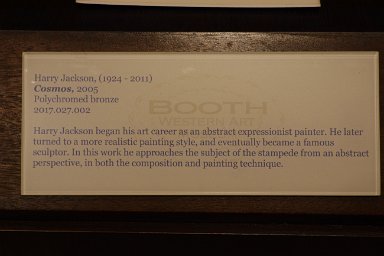 Harry Jackson, (1924 - 2011)
Cosmos, 2005
Polychromed bronze
2017.027.002
BOOTH
WESTERN ART
Harry Jackson began his art career as an abstract expressionist painter. He later
turned to a more realistic painting style, and eventually became a famous
sculptor. In this work he approaches the subject of the stampede from an abstract
perspective, in both the composition and painting technique.